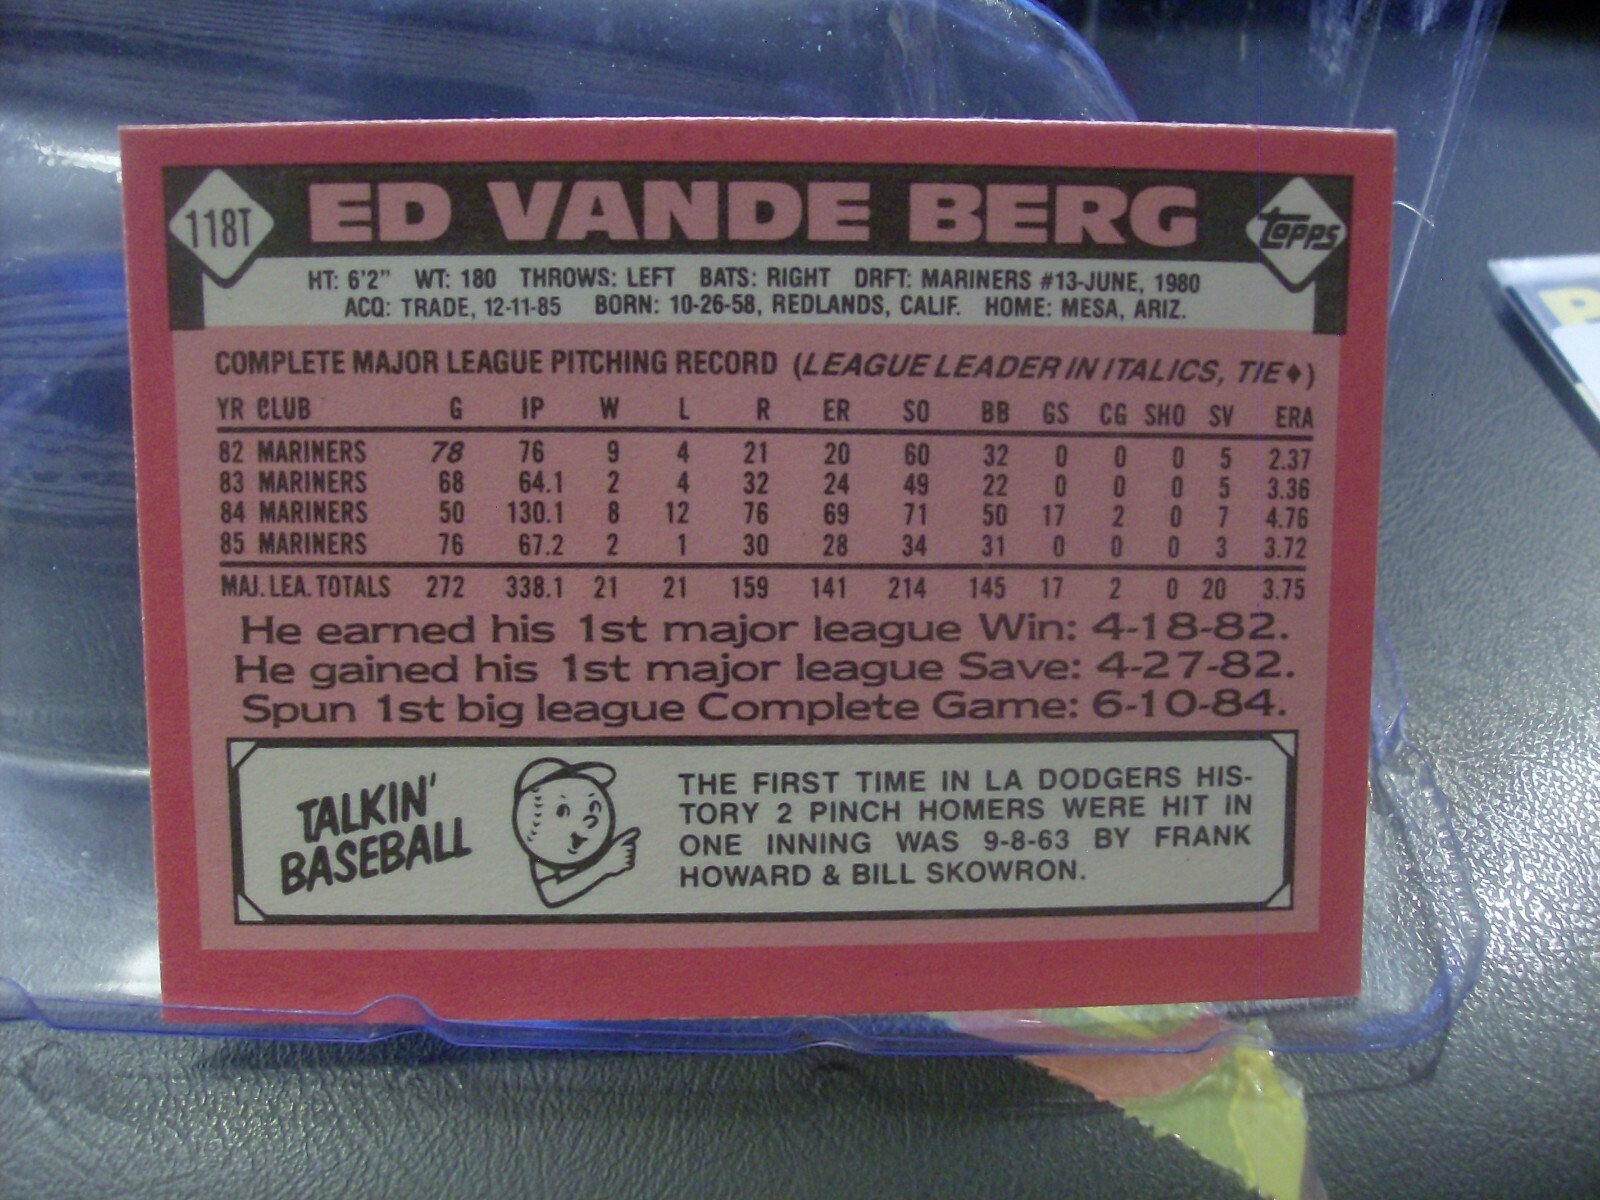 118T ED VANDE BERG topps
HT: 6'2" WT: 180 THROWS: LEFT BATS: RIGHT DRFT: MARINERS #13-JUNE, 1980
ACQ: TRADE, 12-11-85 BORN: 10-26-58, REDLANDS, CALIF. HOME: MESA, ARIZ.
COMPLETE MAJOR LEAGUE PITCHING RECORD (LEAGUE LEADER IN ITALICS, TIE♦)
YR CLUB G IP W L R ER SO BB GS CG SHO SV ERA
82 MARINERS 78 76 9 4 21 20 60 32 0 0 0 5 2.37
83 MARINERS 68 64.1 2 4 32 24 49 22 0 0 0 5 3.36
84 MARINERS 50 130.1 8 12 76 69 71 50 17 2 0 7 4.76
85 MARINERS 76 67.2 2 1 30 28 34 31 0 0 0 3 3.72
MAJ. LEA. TOTALS 272 338.1 21 21 159 141 214 145 17 2 0 20 3.75
He earned his 1st major league Win: 4-18-82.
He gained his 1st major league Save: 4-27-82.
Spun 1st big league Complete Game: 6-10-84.
TALKIN'
BASEBALL
THE FIRST TIME IN LA DODGERS HIS-
TORY 2 PINCH HOMERS WERE HIT IN
ONE INNING WAS 9-8-63 BY FRANK
HOWARD & BILL SKOWRON.